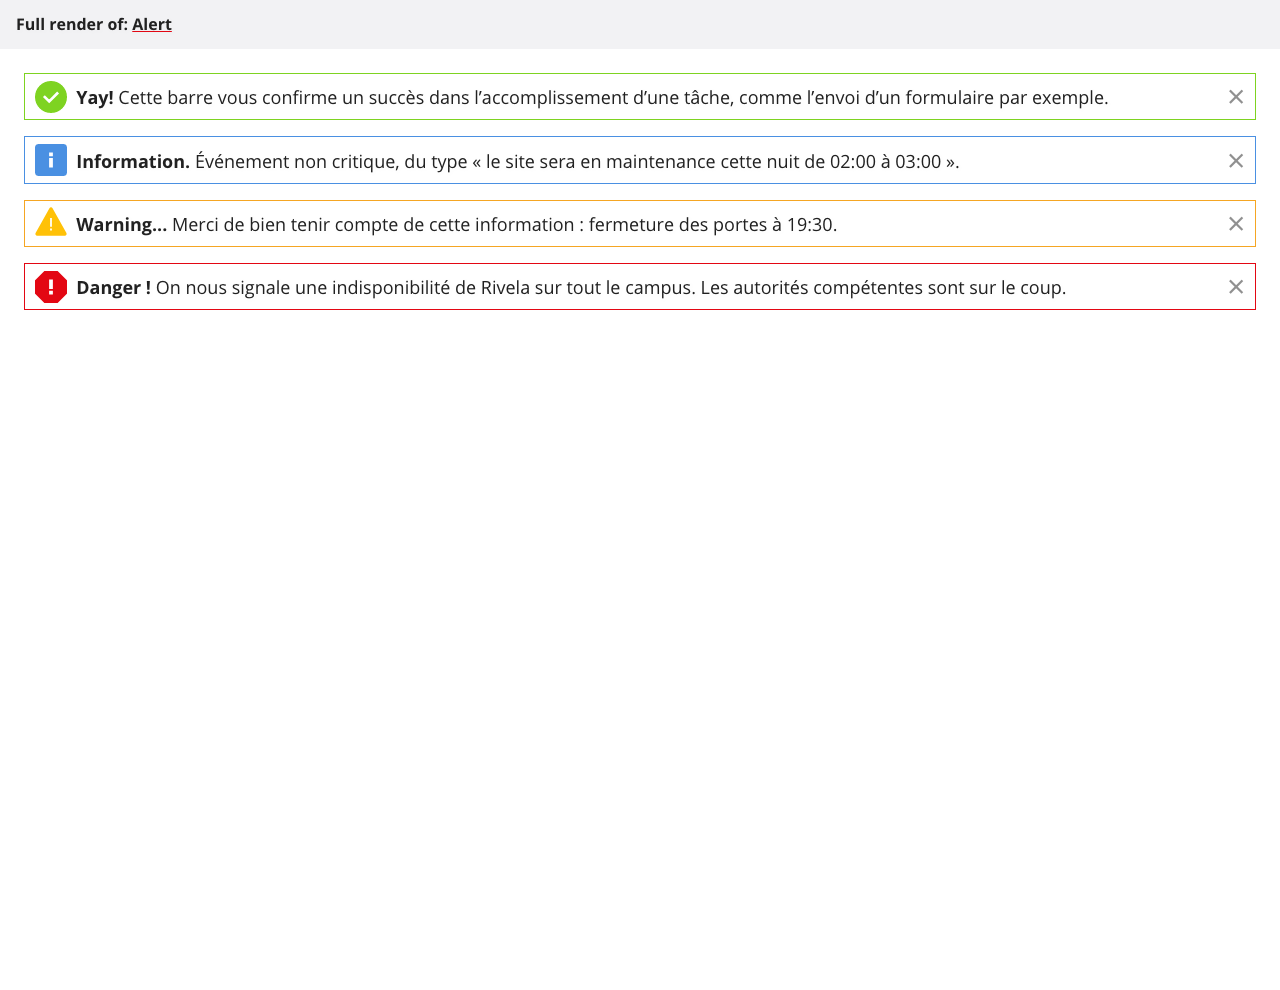 Full render of: Alert
Yay! Cette barre vous confirme un succès dans l’accomplissement d’une tâche, comme l’envoi d’un formulaire par exemple.
Information. Événement non critique, du type « le site sera en maintenance cette nuit de 02:00 à 03:00 ».
Warning... Merci de bien tenir compte de cette information : fermeture des portes à 19:30.
Danger ! On nous signale une indisponibilité de Rivela sur tout le campus. Les autorités compétentes sont sur le coup.